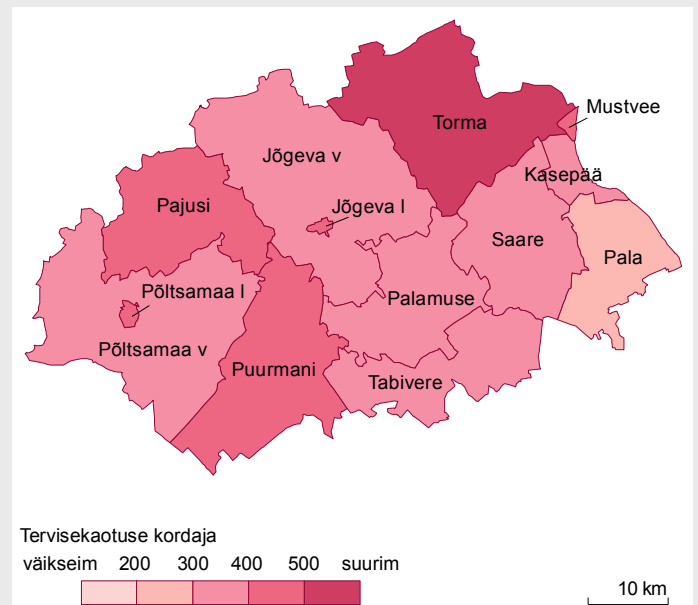 Mustvee
Torma
Jõgeva v
Kasepää
Pajusi
Jõgeva l
Saare
Pala
Põltsamaa l
Palamuse
Põltsamaa v
Puurmani
Tabivere
Tervisekaotuse kordaja
väikseim 200 300 400 500 suurim
10 km